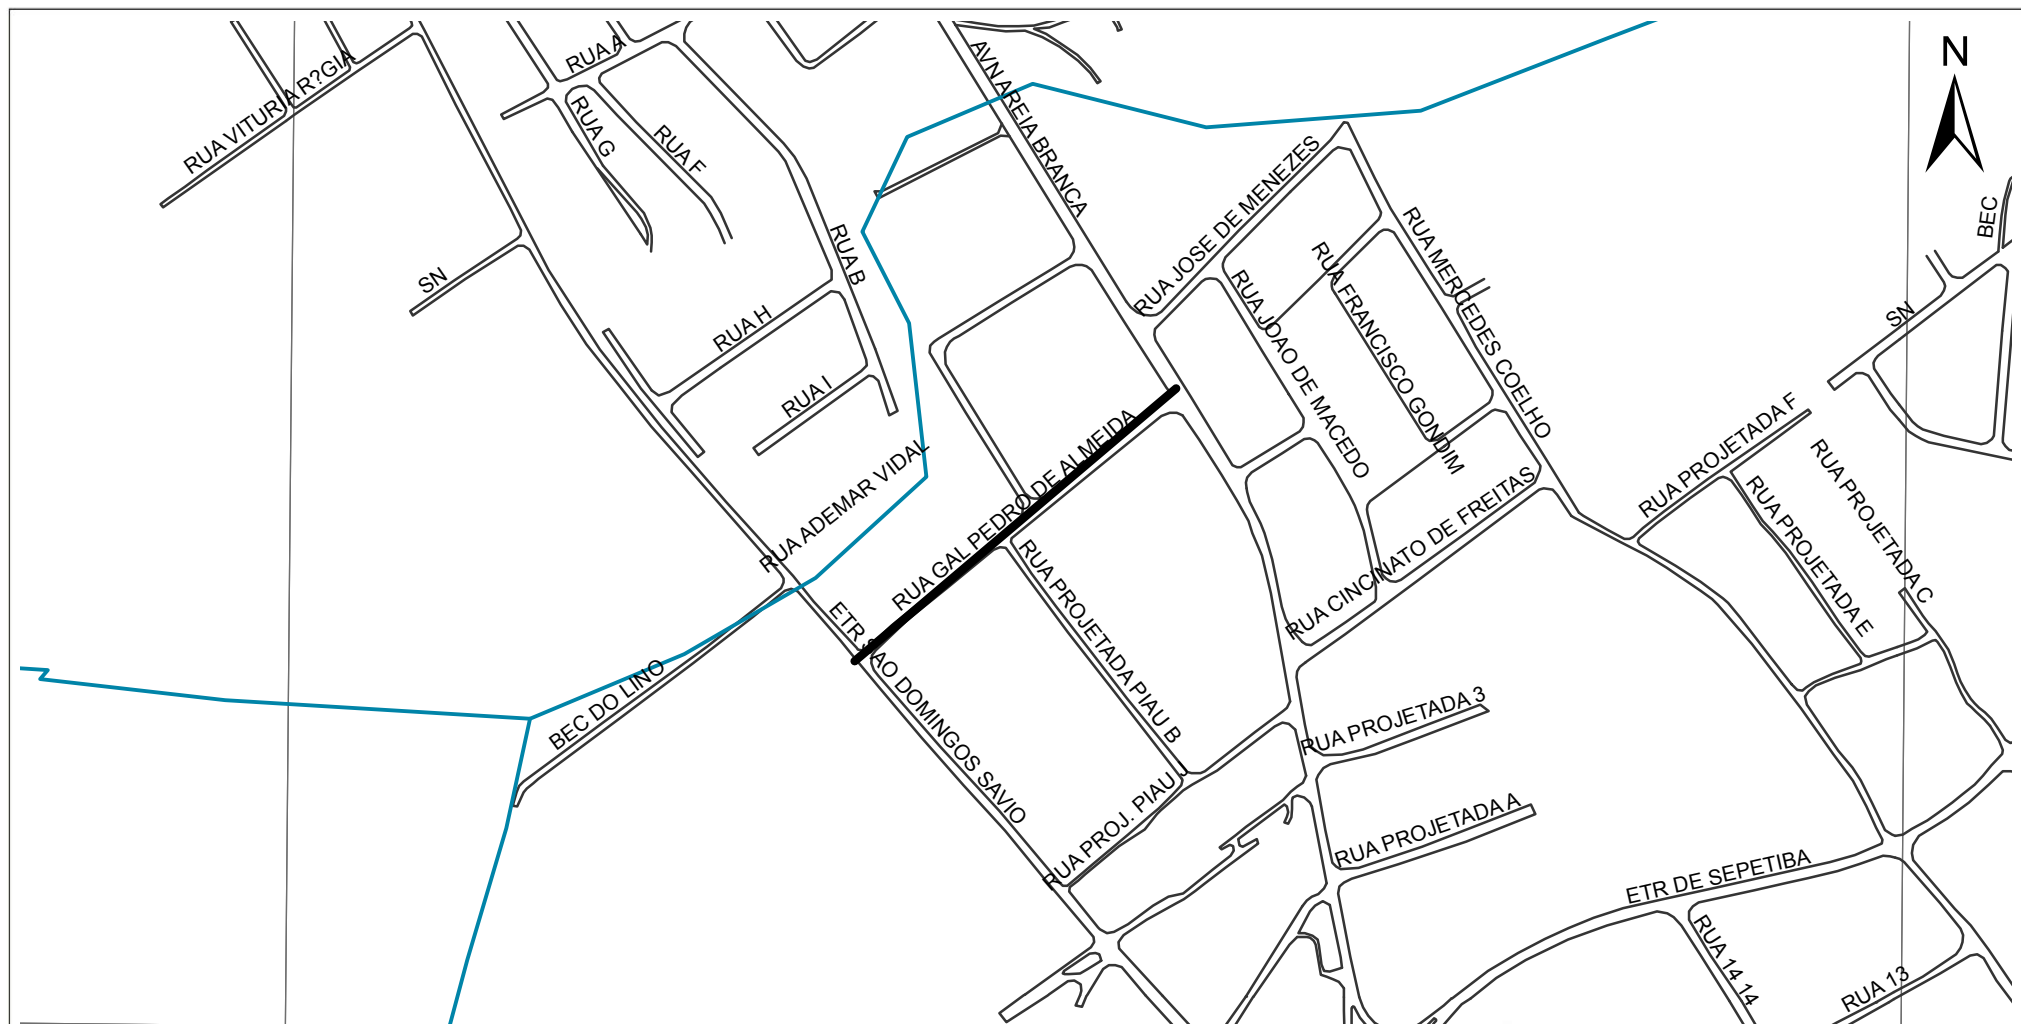 N
RUA A
RUA VITURIA R?GIA
AVN AREIA BRANCA
RUA G
RUA F
RUA JOSE DE MENEZES
BEC
RUA B
RUA MERCEDES COELHO
SN
RUA FRANCISCO GONDIM
RUA JOAO DE MACEDO
RUA H
SN
RUA I
RUA PROJETADA F
RUA GAL PEDRO DE ALMEIDA
RUA ADEMAR VIDAL
RUA PROJETADA C
RUA PROJETADA E
RUA CINCINATO DE FREITAS
RUA PROJETADA PIAU B
ETR SAO DOMINGOS SAVIO
BEC DO LINO
RUA PROJETADA 3
RUA PROJ. PIAU J
RUA PROJETADA A
ETR DE SEPETIBA
RUA 14 14
RUA 13